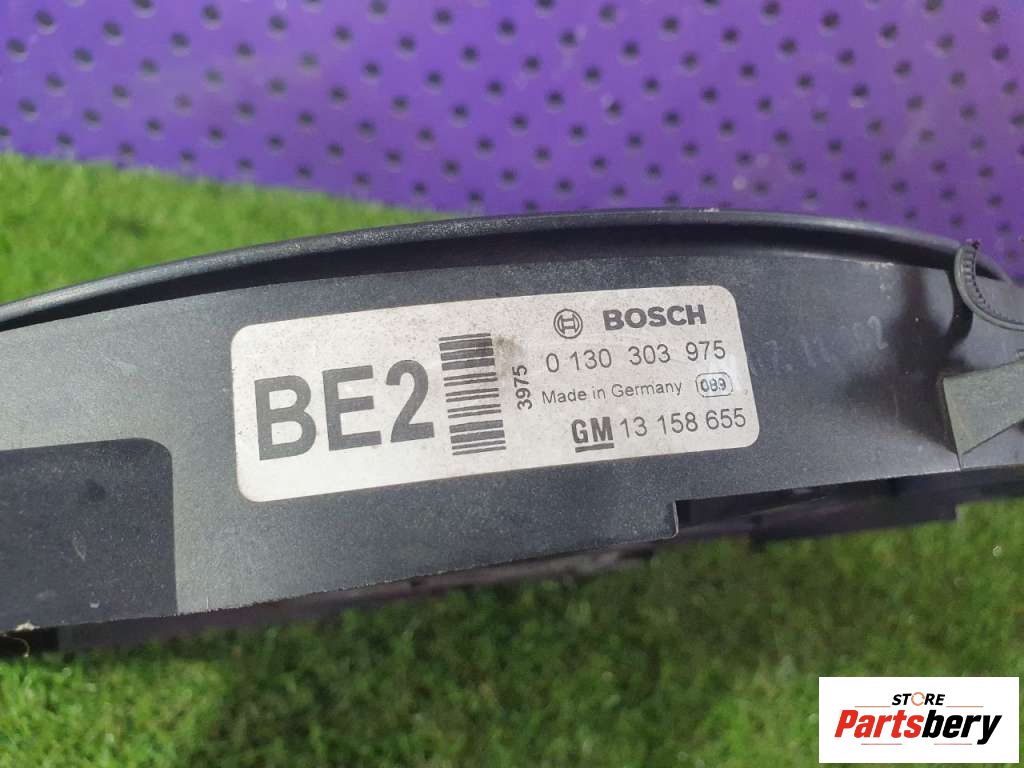 BE2
3975
BOSCH
0 130 303 975
Made in Germany 089
GM 13 158 655
STORE
Partsbery